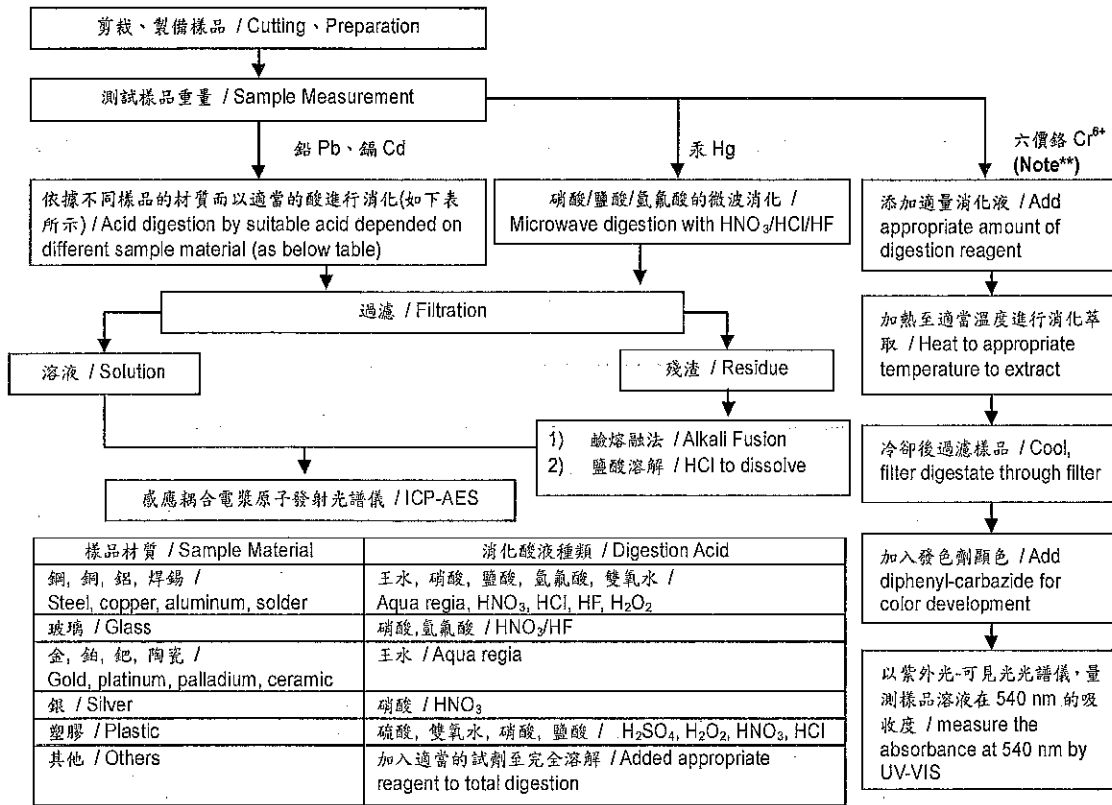 剪裁、製備樣品 / Cutting、Preparation
測試樣品重量 / Sample Measurement
鉛 Pb、鎘 Cd
汞 Hg
六價鉻 Cr⁶⁺
(Note**)
依據不同樣品的材質而以適當的酸進行消化(如下表
所示) / Acid digestion by suitable acid depended on
different sample material (as below table)
硝酸/鹽酸/氫氟酸的微波消化 /
Microwave digestion with HNO₃/HCl/HF
添加適量消化液 / Add
appropriate amount of
digestion reagent
過濾 / Filtration
加熱至適當溫度進行消化萃
取 / Heat to appropriate
temperature to extract
溶液 / Solution
殘渣 / Residue
1) 鹼熔融法 / Alkali Fusion
2) 鹽酸溶解 / HCl to dissolve
冷卻後過濾樣品 / Cool,
filter digestate through filter
感應耦合電漿原子發射光譜儀 / ICP-AES
加入發色劑顯色 / Add
diphenyl-carbazide for
color development
以紫外光-可見光光譜儀，量
測樣品溶液在 540 nm 的吸
收度 / measure the
absorbance at 540 nm by
UV-VIS
樣品材質 / Sample Material
消化酸液種類 / Digestion Acid
鋼, 銅, 鋁, 焊錫 /
Steel, copper, aluminum, solder
王水, 硝酸, 鹽酸, 氫氟酸, 雙氧水 /
Aqua regia, HNO₃, HCl, HF, H₂O₂
玻璃 / Glass
硝酸,氫氟酸 / HNO₃/HF
金, 鉑, 鈀, 陶瓷 /
Gold, platinum, palladium, ceramic
王水 / Aqua regia
銀 / Silver
硝酸 / HNO₃
塑膠 / Plastic
硫酸, 雙氧水, 硝酸, 鹽酸 / H₂SO₄, H₂O₂, HNO₃, HCl
其他 / Others
加入適當的試劑至完全溶解 / Added appropriate
reagent to total digestion